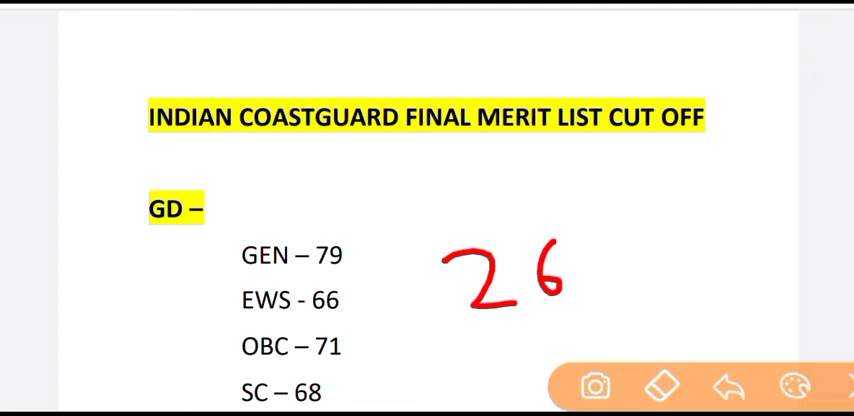 INDIAN COASTGUARD FINAL MERIT LIST CUT OFF
GD –
GEN – 79
26
EWS - 66
OBC – 71
SC – 68